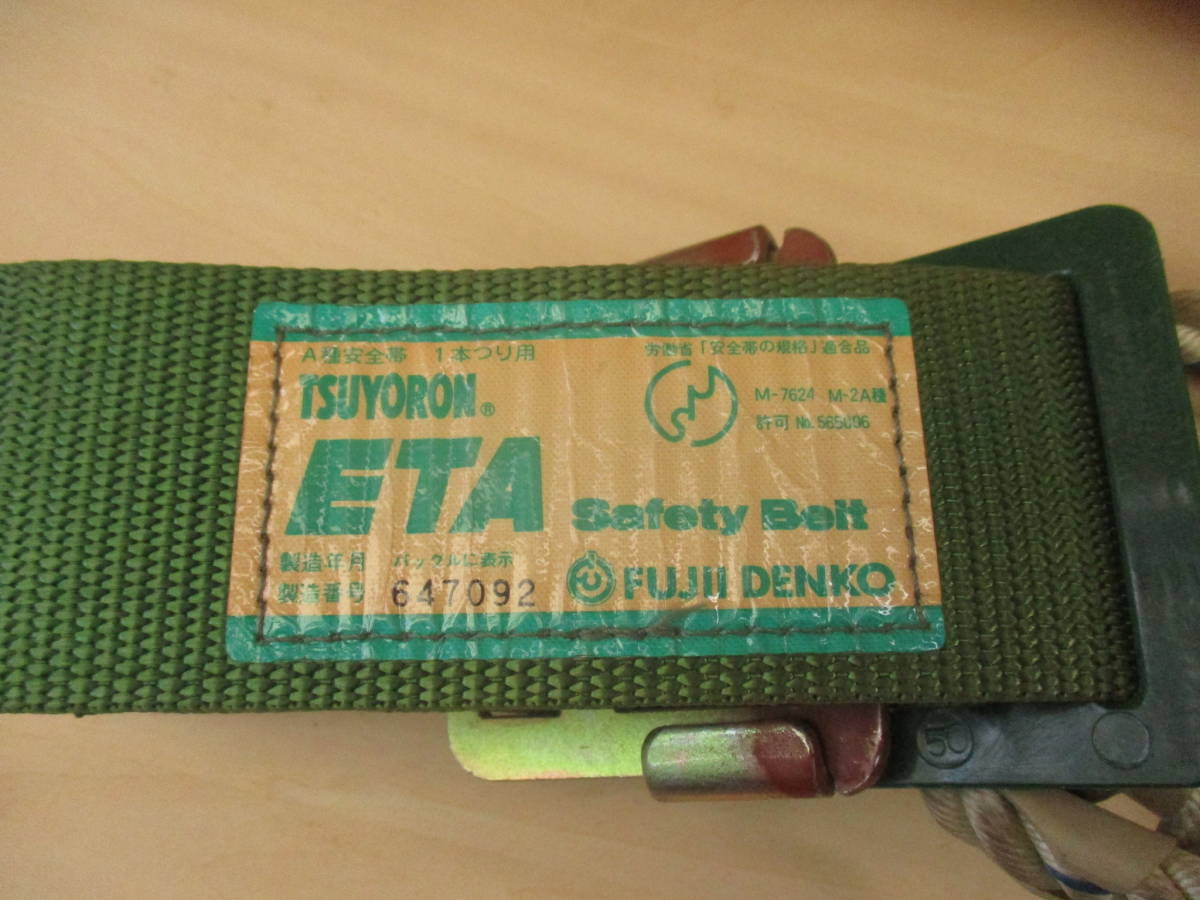 A種安全帯 1本つり用
労働省「安全帯の規格」適合品
TSUYORON®
M-7624 M-2A種
許可 No.565006
ETA Safety Belt
製造年月 バックルに表示
製造番号 647092
FUJII DENKO
50